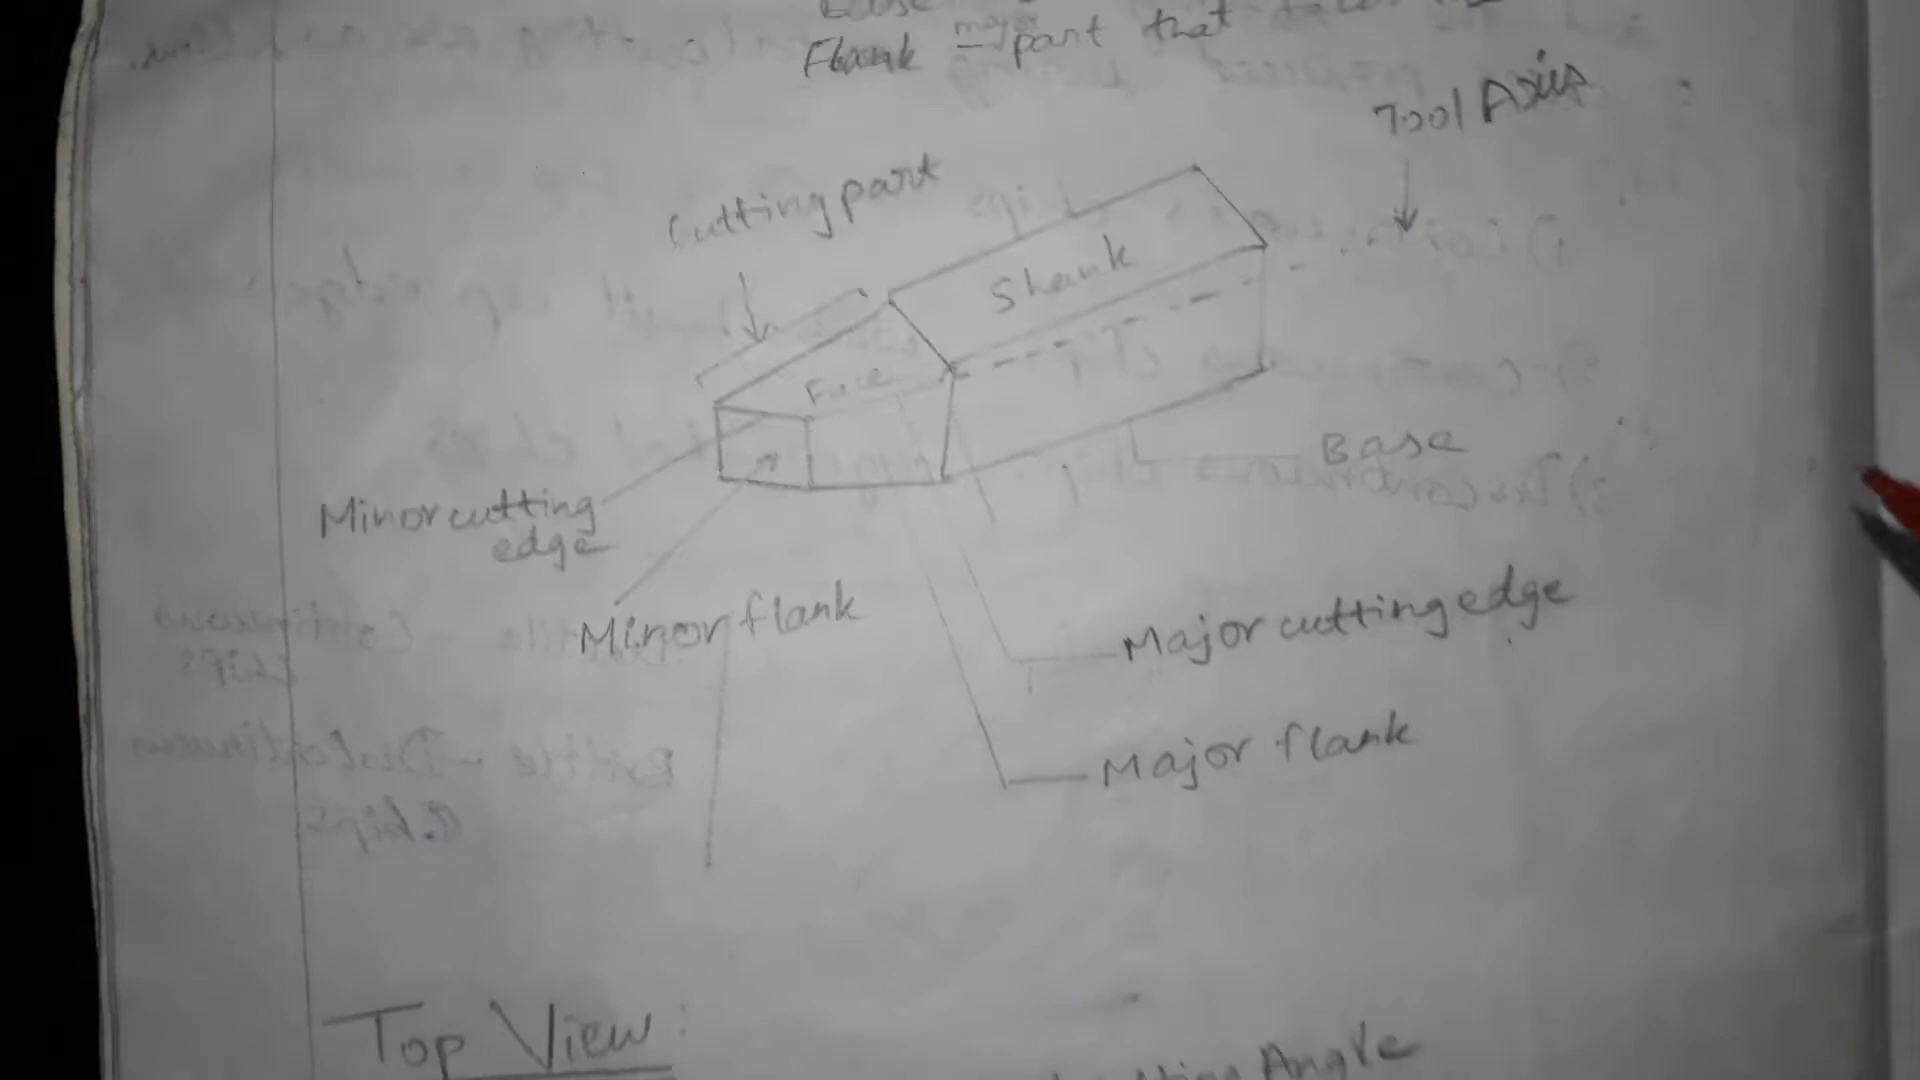 Flank major part that
Tool Axis
Cutting part
Shank
Face
Base
Minor cutting
edge
Minor flank
Major cutting edge
Major flank
Top View:
Angle